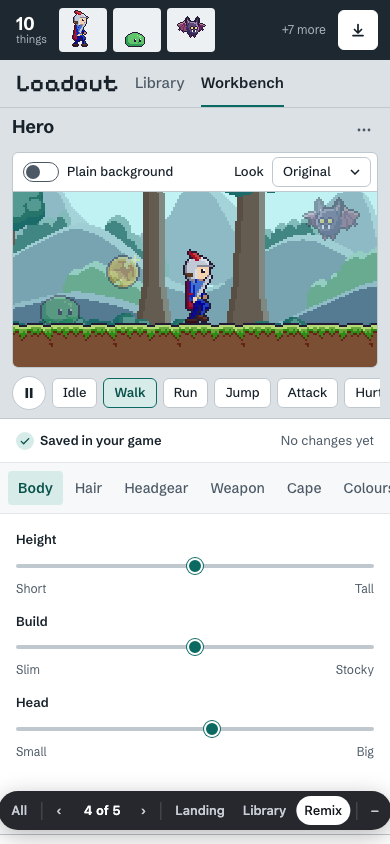 10
things
+7 more
Loadout Library Workbench
Hero
Plain background Look Original
Idle Walk Run Jump Attack Hurt
Saved in your game No changes yet
Body Hair Headgear Weapon Cape Colours
Height
Short Tall
Build
Slim Stocky
Head
Small Big
All ‹ 4 of 5 › Landing Library Remix −